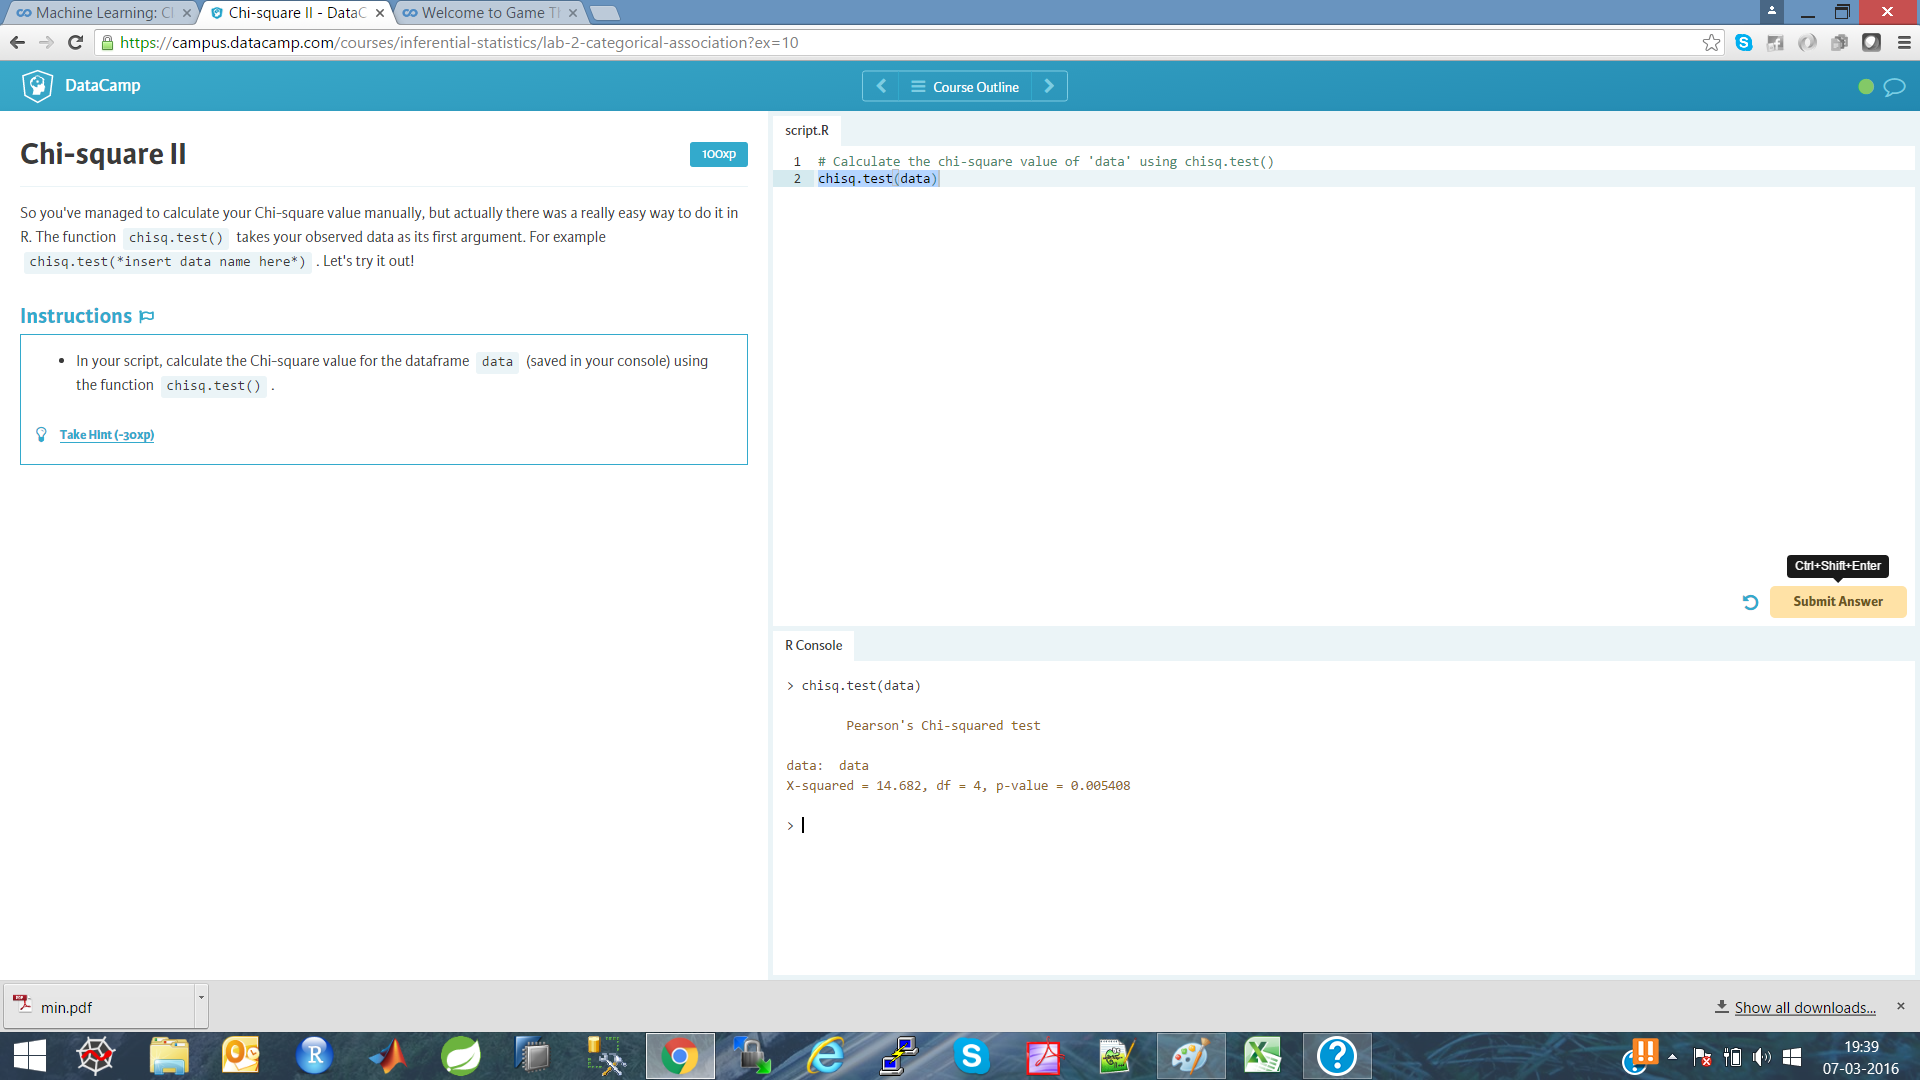 Machine Learning: Cl
Chi-square II - DataC
Welcome to Game Tl
https://campus.datacamp.com/courses/inferential-statistics/lab-2-categorical-association?ex=10
DataCamp
Course Outline
Chi-square II
100xp
So you've managed to calculate your Chi-square value manually, but actually there was a really easy way to do it in
R. The function chisq.test() takes your observed data as its first argument. For example
chisq.test(*insert data name here*) . Let's try it out!
Instructions
• In your script, calculate the Chi-square value for the dataframe data (saved in your console) using
the function chisq.test() .
Take Hint (-30xp)
script.R
1 # Calculate the chi-square value of 'data' using chisq.test()
2 chisq.test(data)
Ctrl+Shift+Enter
Submit Answer
R Console
> chisq.test(data)
Pearson's Chi-squared test
data: data
X-squared = 14.682, df = 4, p-value = 0.005408
>
min.pdf
Show all downloads...
19:39
07-03-2016